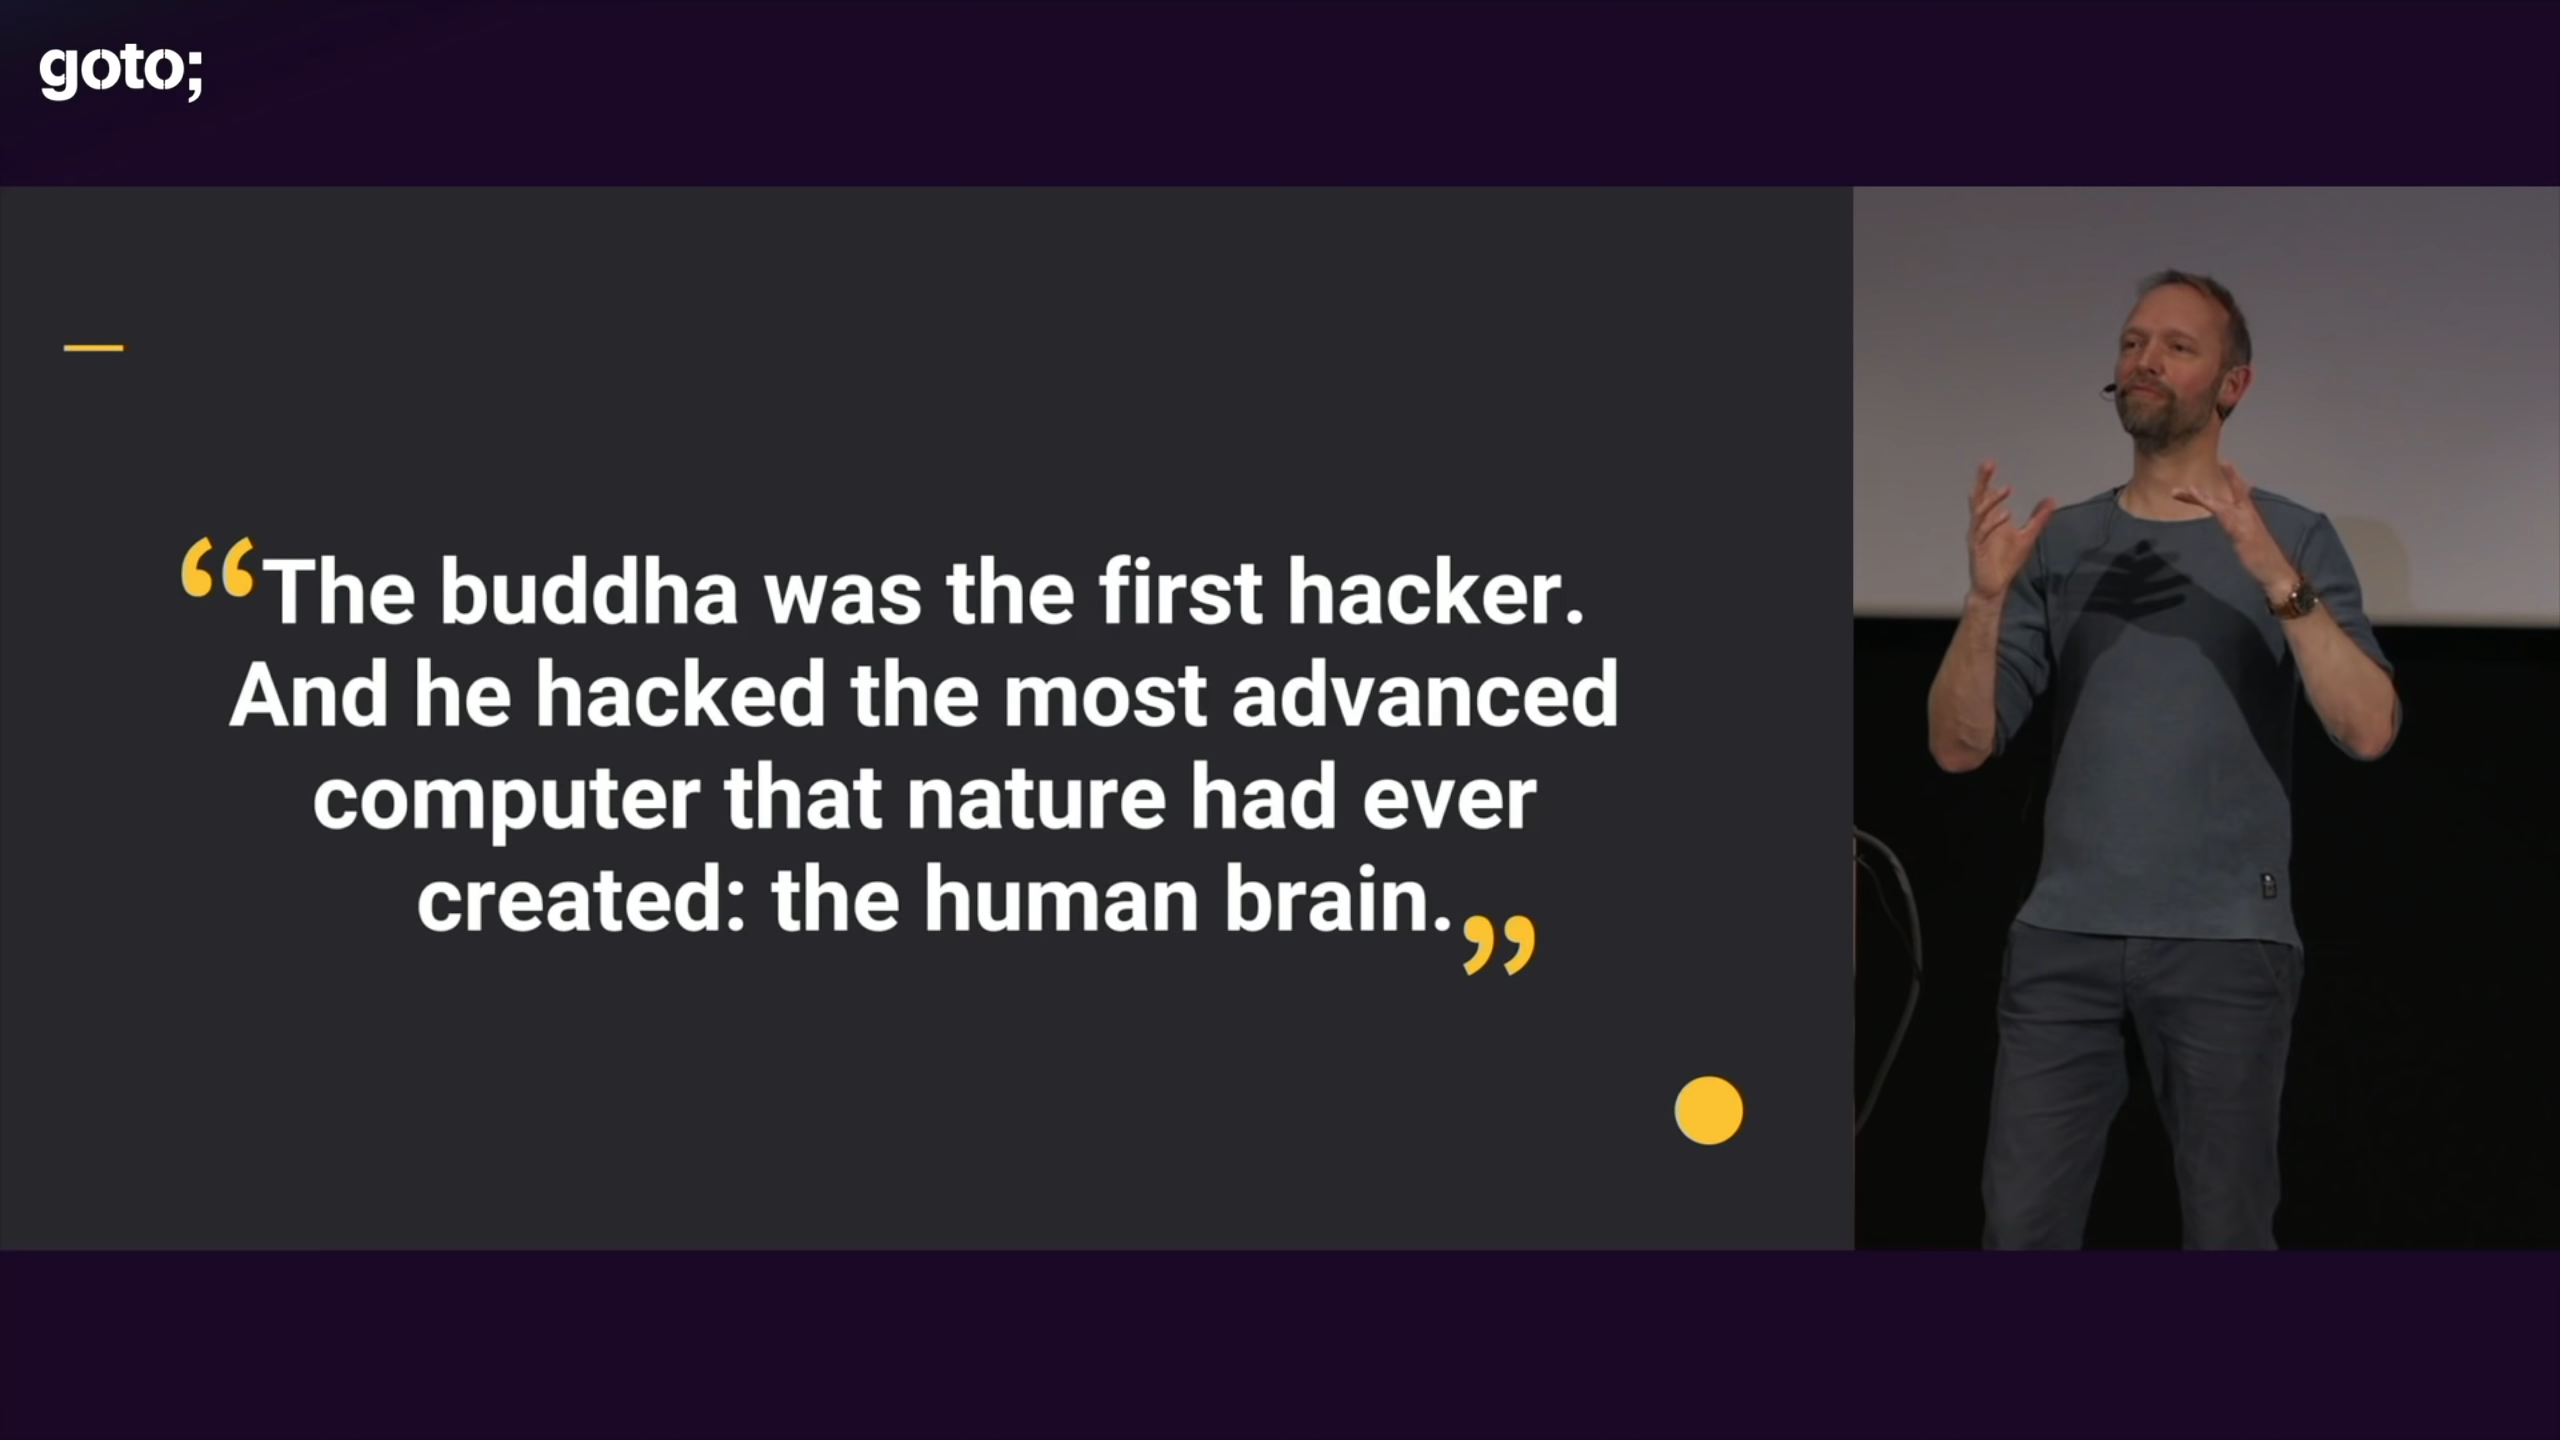 goto;
“The buddha was the first hacker.
And he hacked the most advanced
computer that nature had ever
created: the human brain.”